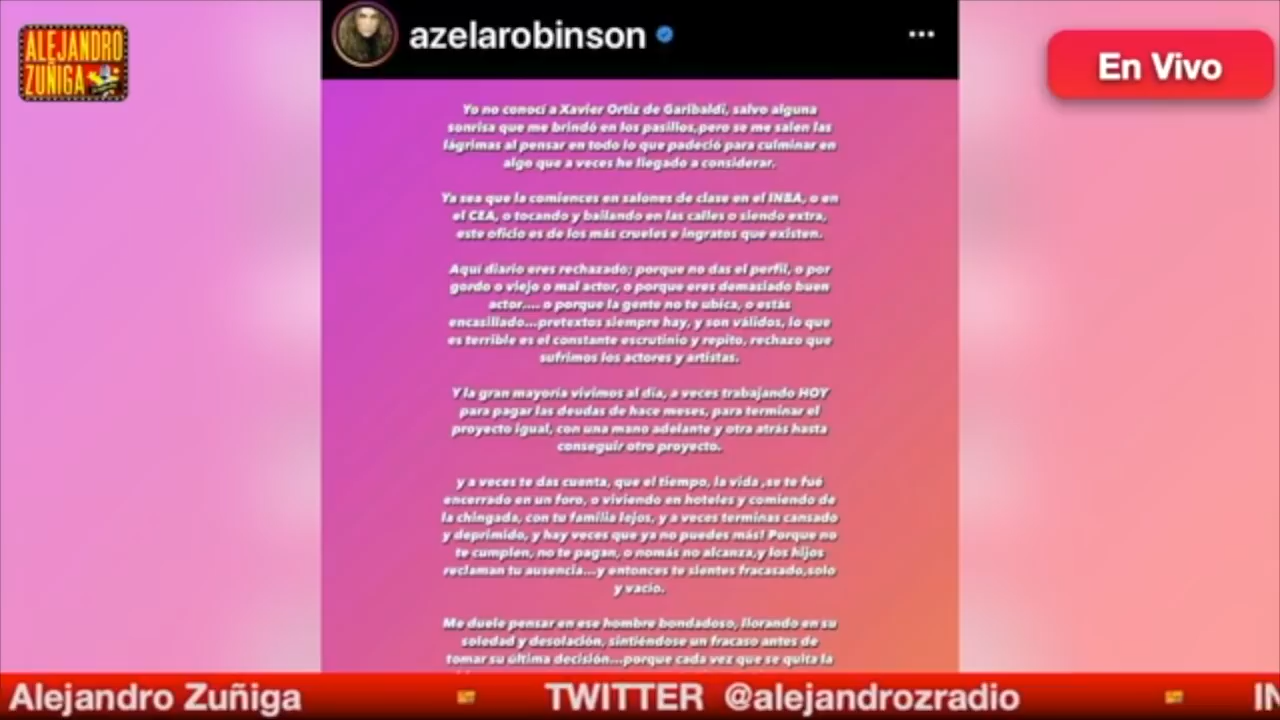 ALEJANDRO
ZUÑIGA
azelarobinson
En Vivo
Yo no conocí a Xavier Ortiz de Garibaldi, salvo alguna
sonrisa que me brindó en los pasillos,pero se me salen las
lágrimas al pensar en todo lo que padeció para culminar en
algo que a veces he llegado a considerar.
Ya sea que la comiences en salones de clase en el INBA, o en
el CEA, o tocando y bailando en las calles o siendo extra,
este oficio es de los más crueles e ingratos que existen.
Aquí diario eres rechazado; porque no das el perfil, o por
gordo o viejo o mal actor, o porque eres demasiado buen
actor.... o porque la gente no te ubica, o estás
encasillado...pretextos siempre hay, y son válidos, lo que
es terrible es el constante escrutinio y repito, rechazo que
sufrimos los actores y artistas.
Y la gran mayoría vivimos al día, a veces trabajando HOY
para pagar las deudas de hace meses, para terminar el
proyecto igual, con una mano adelante y otra atrás hasta
conseguir otro proyecto.
y a veces te das cuenta, que el tiempo, la vida ,se te fué
encerrado en un foro, o viviendo en hoteles y comiendo de
la chingada, con tu familia lejos, y a veces terminas cansado
y deprimido, y hay veces que ya no puedes más! Porque no
te cumplen, no te pagan, o nomás no alcanza,y los hijos
reclaman tu ausencia...y entonces te sientes fracasado,solo
y vacío.
Me duele pensar en ese hombre bondadoso, llorando en su
soledad y desolación, sintiéndose un fracaso antes de
tomar su última decisión...porque cada vez que se quita la
Alejandro Zuñiga TWITTER @alejandrozradio IN